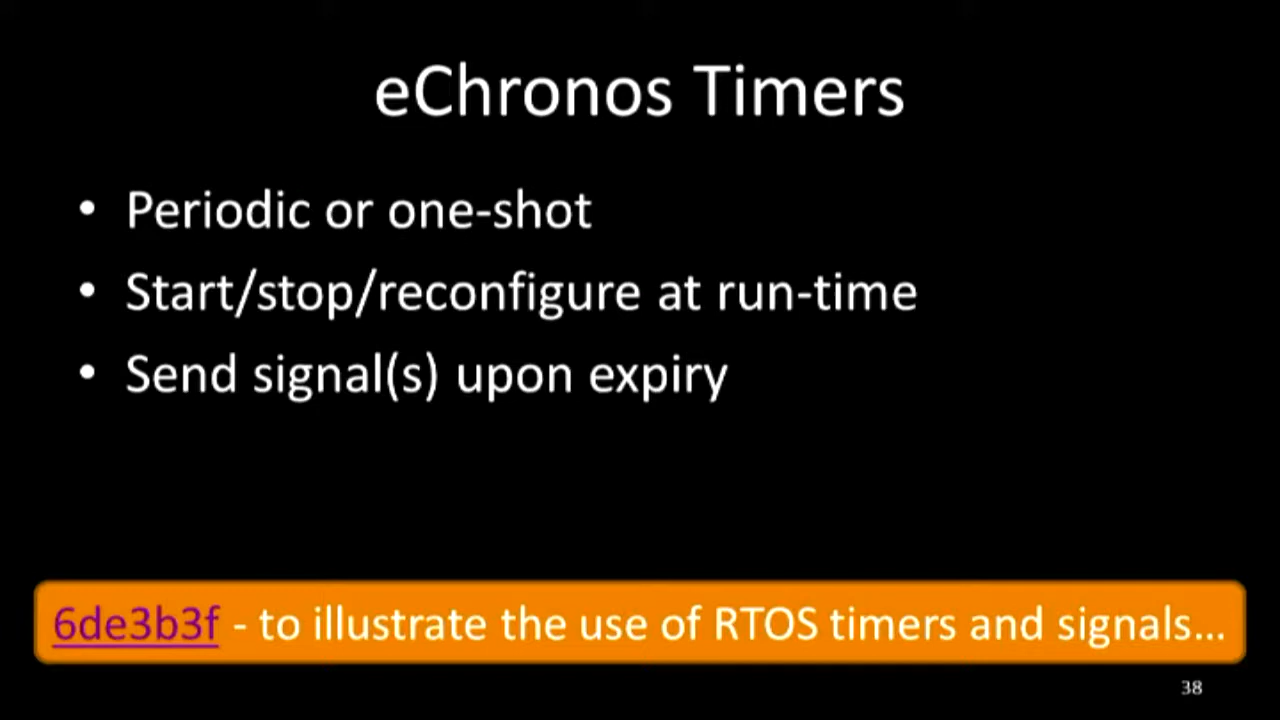 eChronos Timers
• Periodic or one-shot
• Start/stop/reconfigure at run-time
• Send signal(s) upon expiry
6de3b3f - to illustrate the use of RTOS timers and signals...
38